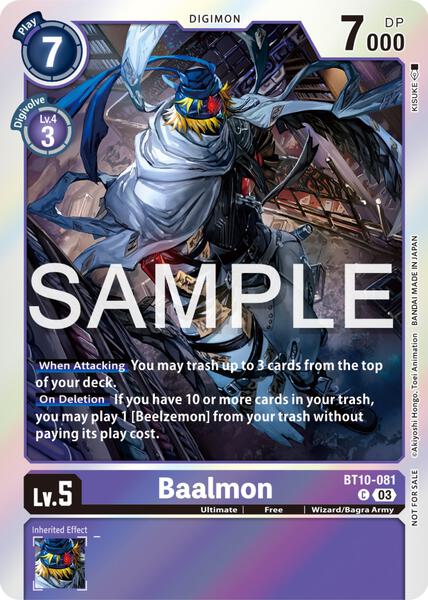 DIGIMON
Play
7
7000
DP
Digivolve
Lv.4
3
KISUKE
©Akiyoshi Hongo, Toei Animation BANDAI MADE IN JAPAN
NOT FOR SALE
SAMPLE
When Attacking You may trash up to 3 cards from the top
of your deck.
On Deletion If you have 10 or more cards in your trash,
you may play 1 [Beelzemon] from your trash without
paying its play cost.
Lv.5
Baalmon
BT10-081
C 03
Ultimate | Free | Wizard/Bagra Army
Inherited Effect
–